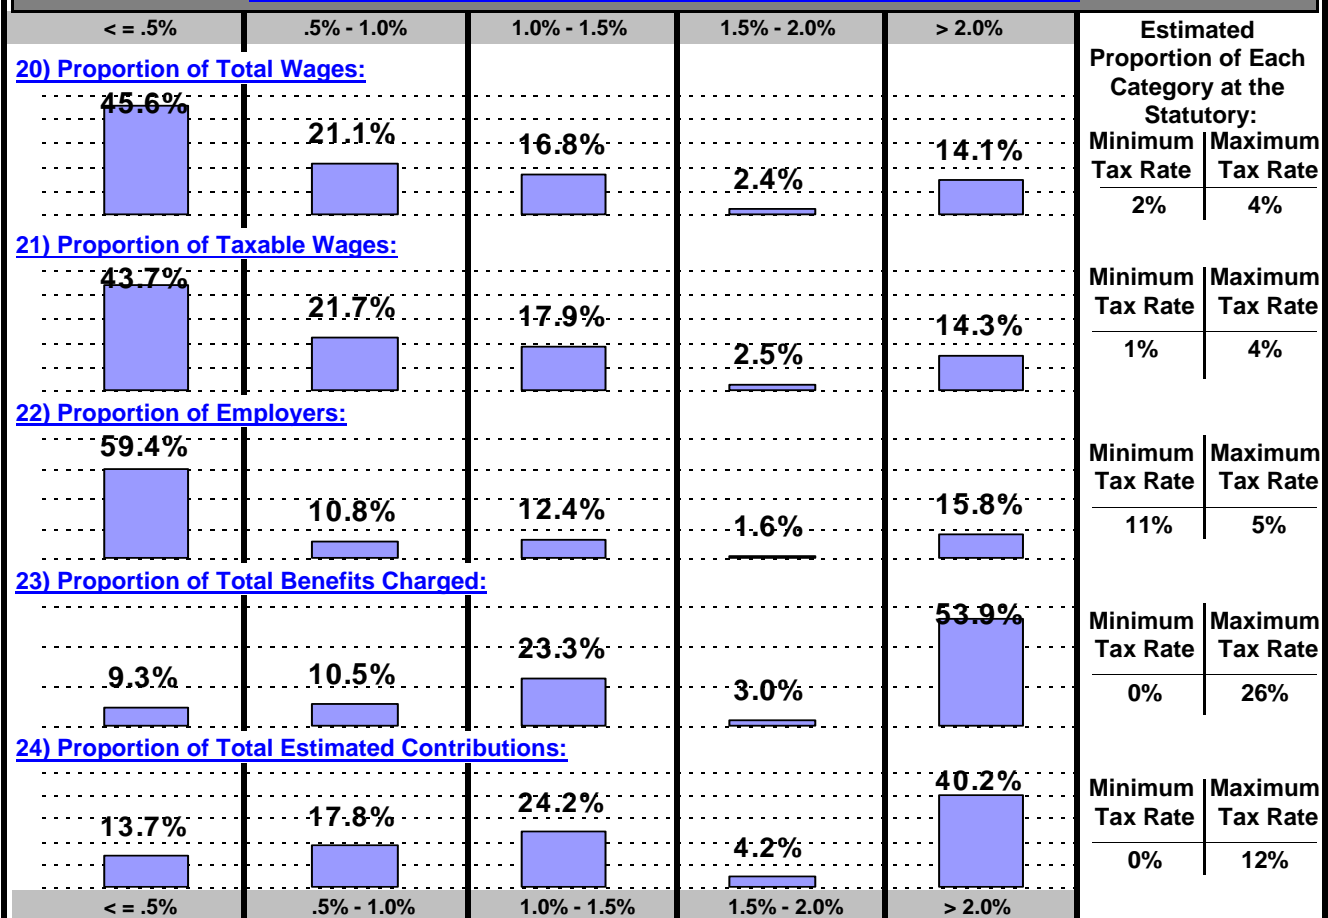 < = .5% .5% - 1.0% 1.0% - 1.5% 1.5% - 2.0% > 2.0%
Estimated
Proportion of Each
Category at the
Statutory:
20) Proportion of Total Wages:
45.6% 21.1% 16.8% 2.4% 14.1%
Minimum Maximum
Tax Rate Tax Rate
2% 4%
21) Proportion of Taxable Wages:
43.7% 21.7% 17.9% 2.5% 14.3%
Minimum Maximum
Tax Rate Tax Rate
1% 4%
22) Proportion of Employers:
59.4% 10.8% 12.4% 1.6% 15.8%
Minimum Maximum
Tax Rate Tax Rate
11% 5%
23) Proportion of Total Benefits Charged:
9.3% 10.5% 23.3% 3.0% 53.9%
Minimum Maximum
Tax Rate Tax Rate
0% 26%
24) Proportion of Total Estimated Contributions:
13.7% 17.8% 24.2% 4.2% 40.2%
Minimum Maximum
Tax Rate Tax Rate
0% 12%
< = .5% .5% - 1.0% 1.0% - 1.5% 1.5% - 2.0% > 2.0%